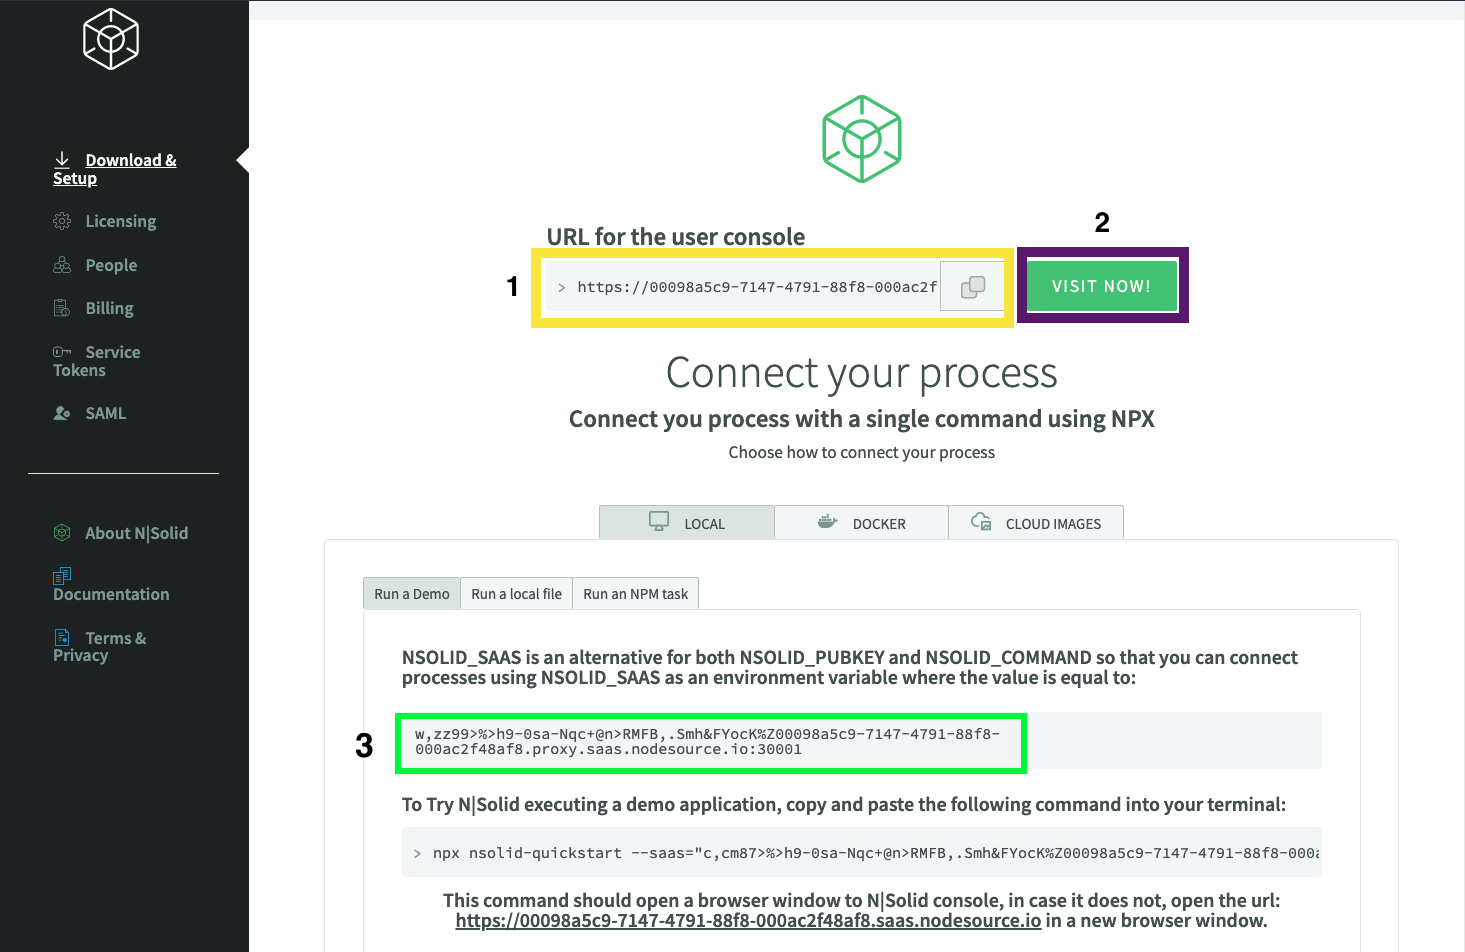 Download &
Setup
Licensing
People
Billing
Service
Tokens
SAML
About N|Solid
Documentation
Terms &
Privacy
URL for the user console
1
> https://00098a5c9-7147-4791-88f8-000ac2f
2
VISIT NOW!
Connect your process
Connect you process with a single command using NPX
Choose how to connect your process
LOCAL
DOCKER
CLOUD IMAGES
Run a Demo
Run a local file
Run an NPM task
NSOLID_SAAS is an alternative for both NSOLID_PUBKEY and NSOLID_COMMAND so that you can connect
processes using NSOLID_SAAS as an environment variable where the value is equal to:
3
w,zz99>%>h9-0sa-Nqc+@n>RMFB,.Smh&FYocK%Z00098a5c9-7147-4791-88f8-
000ac2f48af8.proxy.saas.nodesource.io:30001
To Try N|Solid executing a demo application, copy and paste the following command into your terminal:
> npx nsolid-quickstart --saas="c,cm87>%>h9-0sa-Nqc+@n>RMFB,.Smh&FYocK%Z00098a5c9-7147-4791-88f8-000a
This command should open a browser window to N|Solid console, in case it does not, open the url:
https://00098a5c9-7147-4791-88f8-000ac2f48af8.saas.nodesource.io in a new browser window.